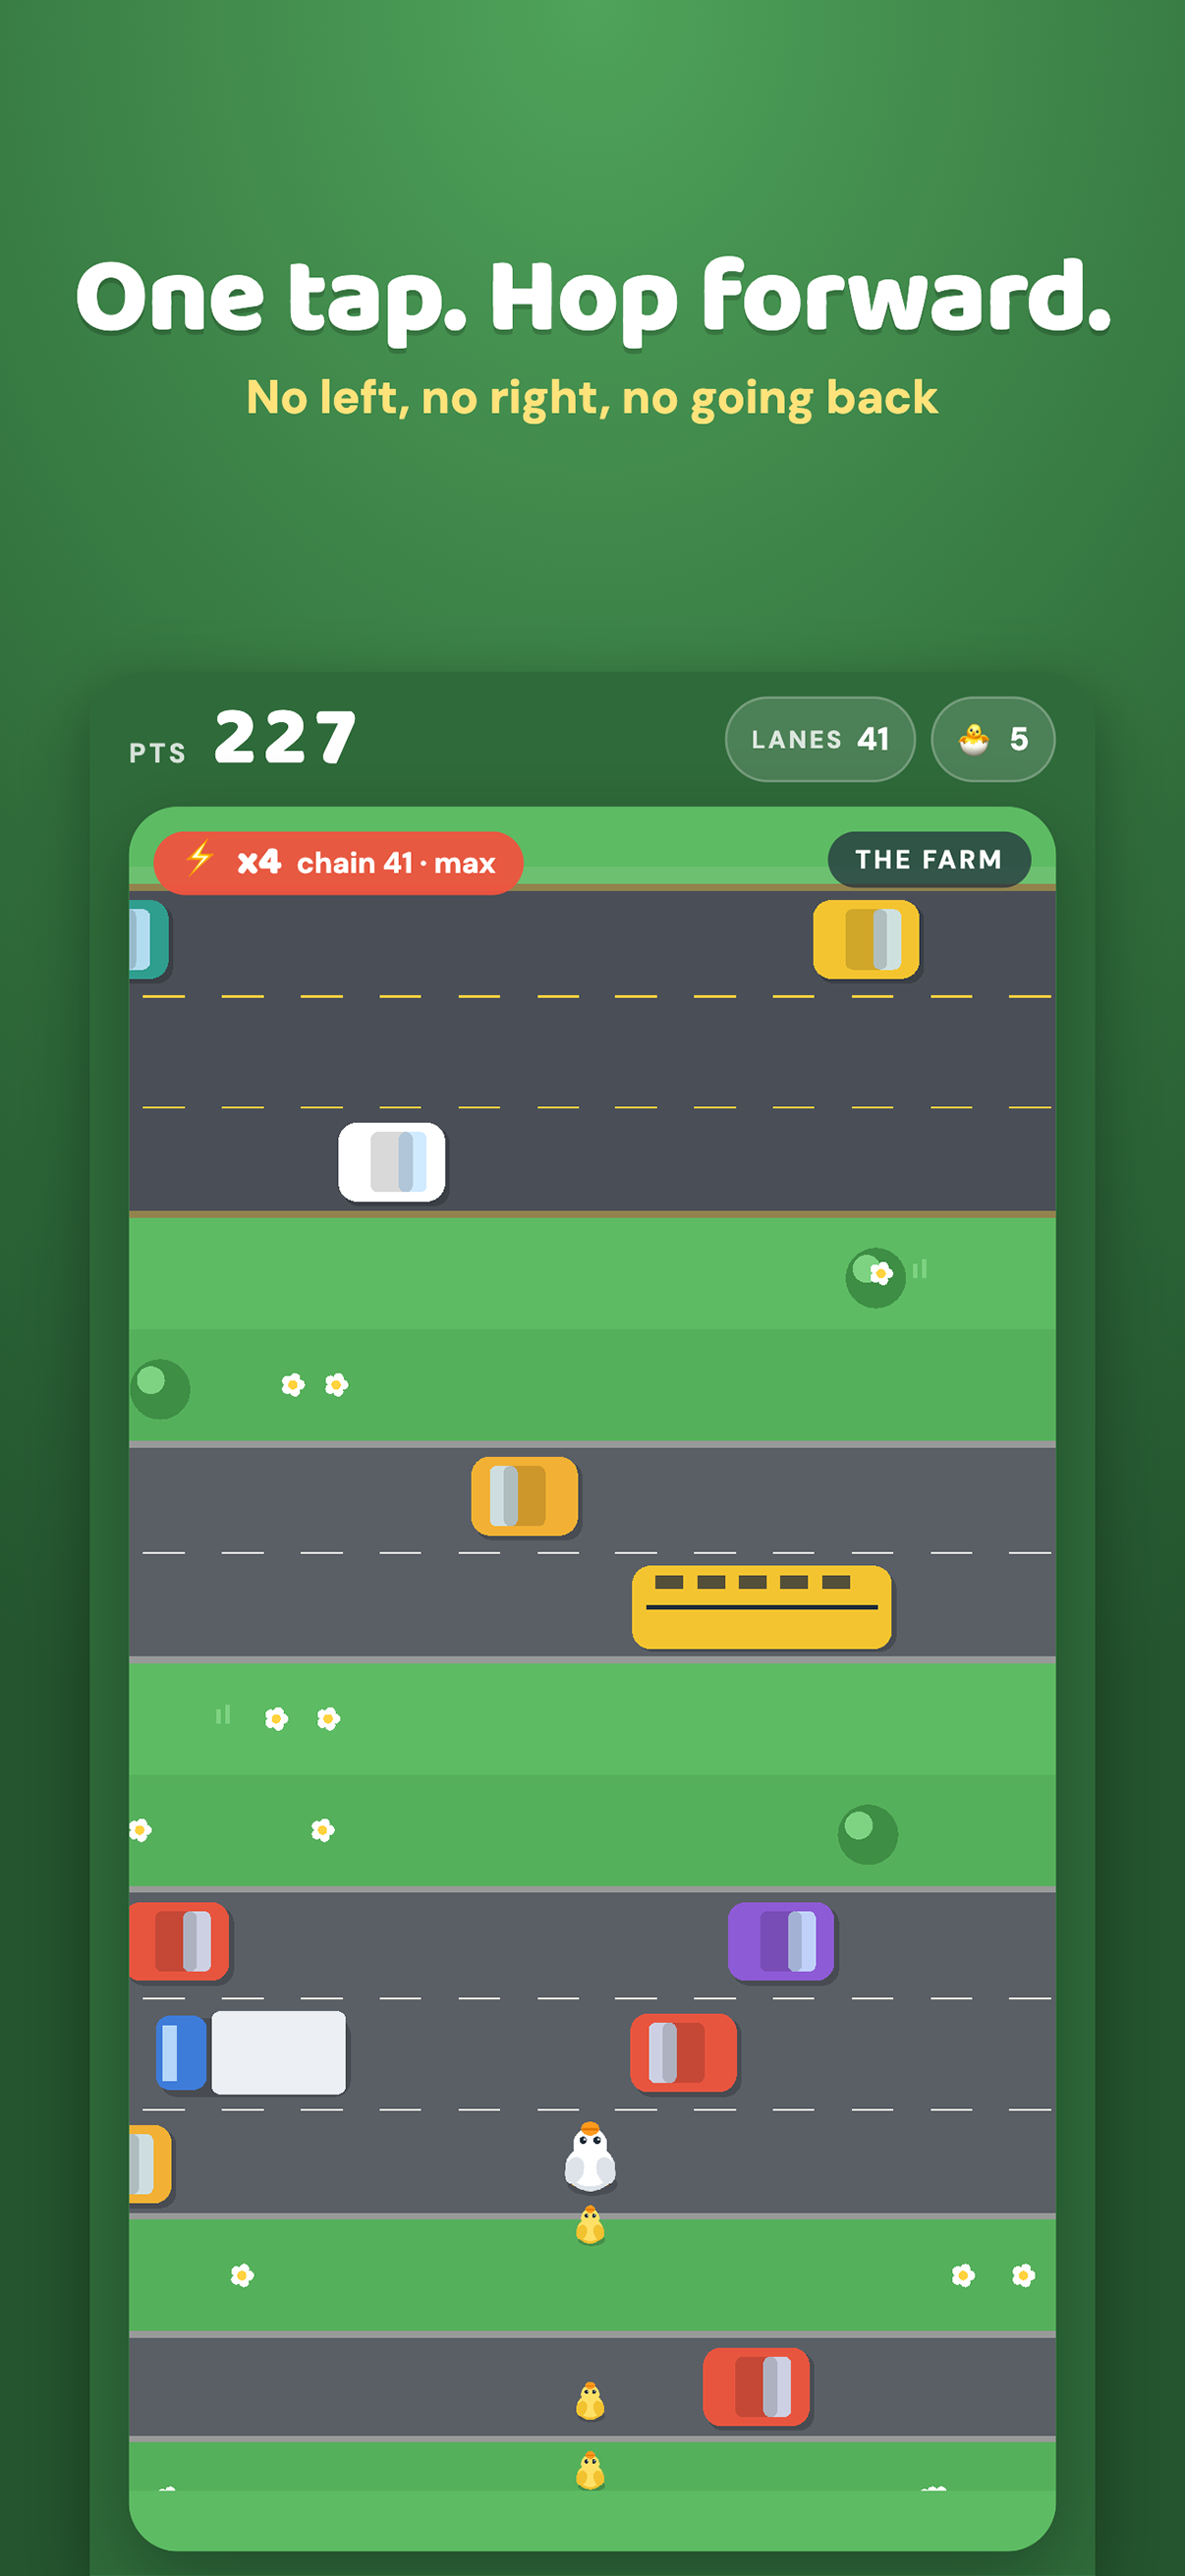 One tap. Hop forward.
No left, no right, no going back
PTS 227
LANES 41
5
x4 chain 41 · max
THE FARM